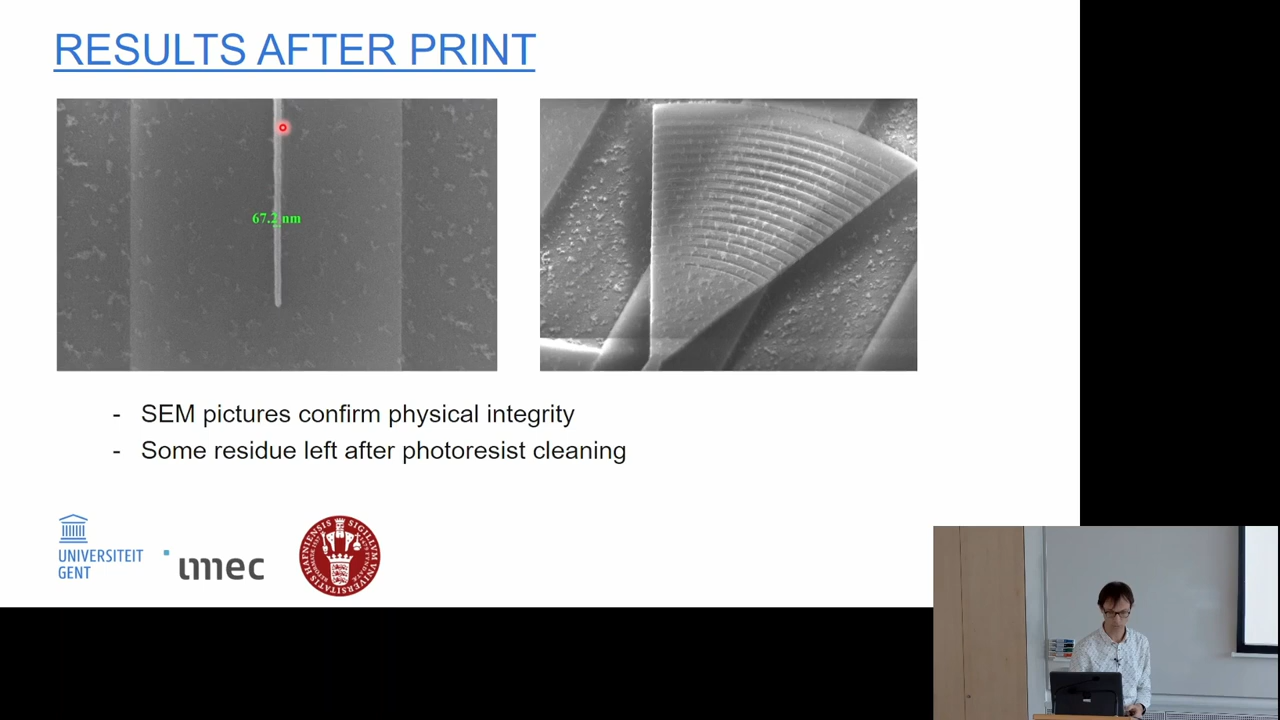 RESULTS AFTER PRINT
67.2 nm
- SEM pictures confirm physical integrity
- Some residue left after photoresist cleaning
UNIVERSITEIT
GENT
imec